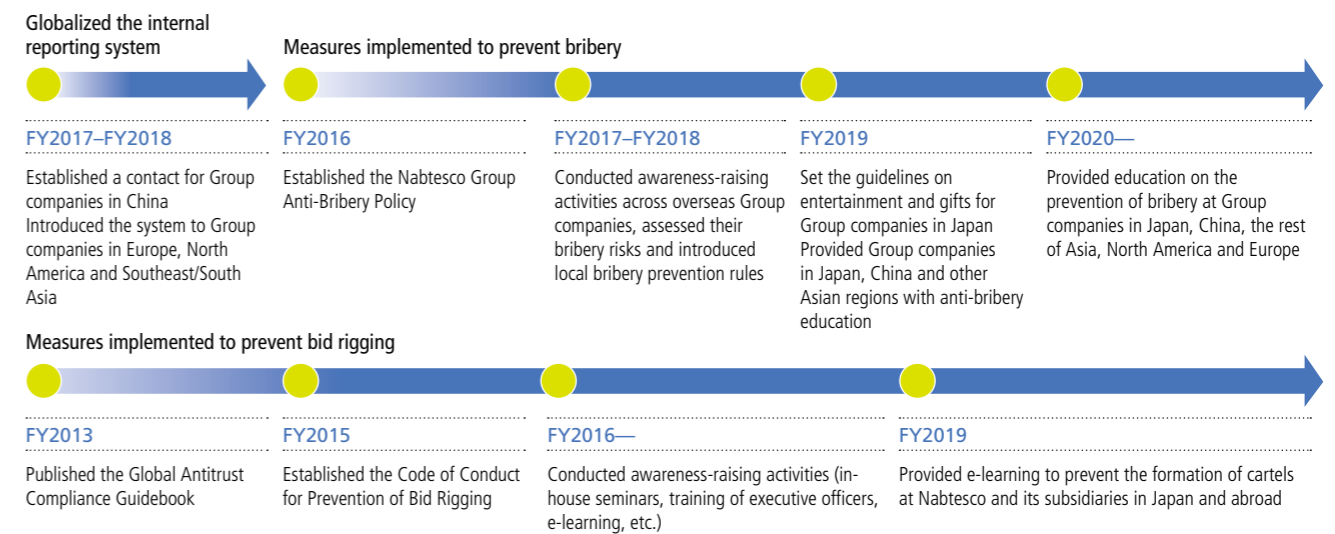 Globalized the internal
reporting system
Measures implemented to prevent bribery
FY2017–FY2018
Established a contact for Group
companies in China
Introduced the system to Group
companies in Europe, North
America and Southeast/South
Asia
FY2016
Established the Nabtesco Group
Anti-Bribery Policy
FY2017–FY2018
Conducted awareness-raising
activities across overseas Group
companies, assessed their
bribery risks and introduced
local bribery prevention rules
FY2019
Set the guidelines on
entertainment and gifts for
Group companies in Japan
Provided Group companies
in Japan, China and other
Asian regions with anti-bribery
education
FY2020—
Provided education on the
prevention of bribery at Group
companies in Japan, China, the rest
of Asia, North America and Europe
Measures implemented to prevent bid rigging
FY2013
Published the Global Antitrust
Compliance Guidebook
FY2015
Established the Code of Conduct
for Prevention of Bid Rigging
FY2016—
Conducted awareness-raising activities (in-
house seminars, training of executive officers,
e-learning, etc.)
FY2019
Provided e-learning to prevent the formation of cartels
at Nabtesco and its subsidiaries in Japan and abroad